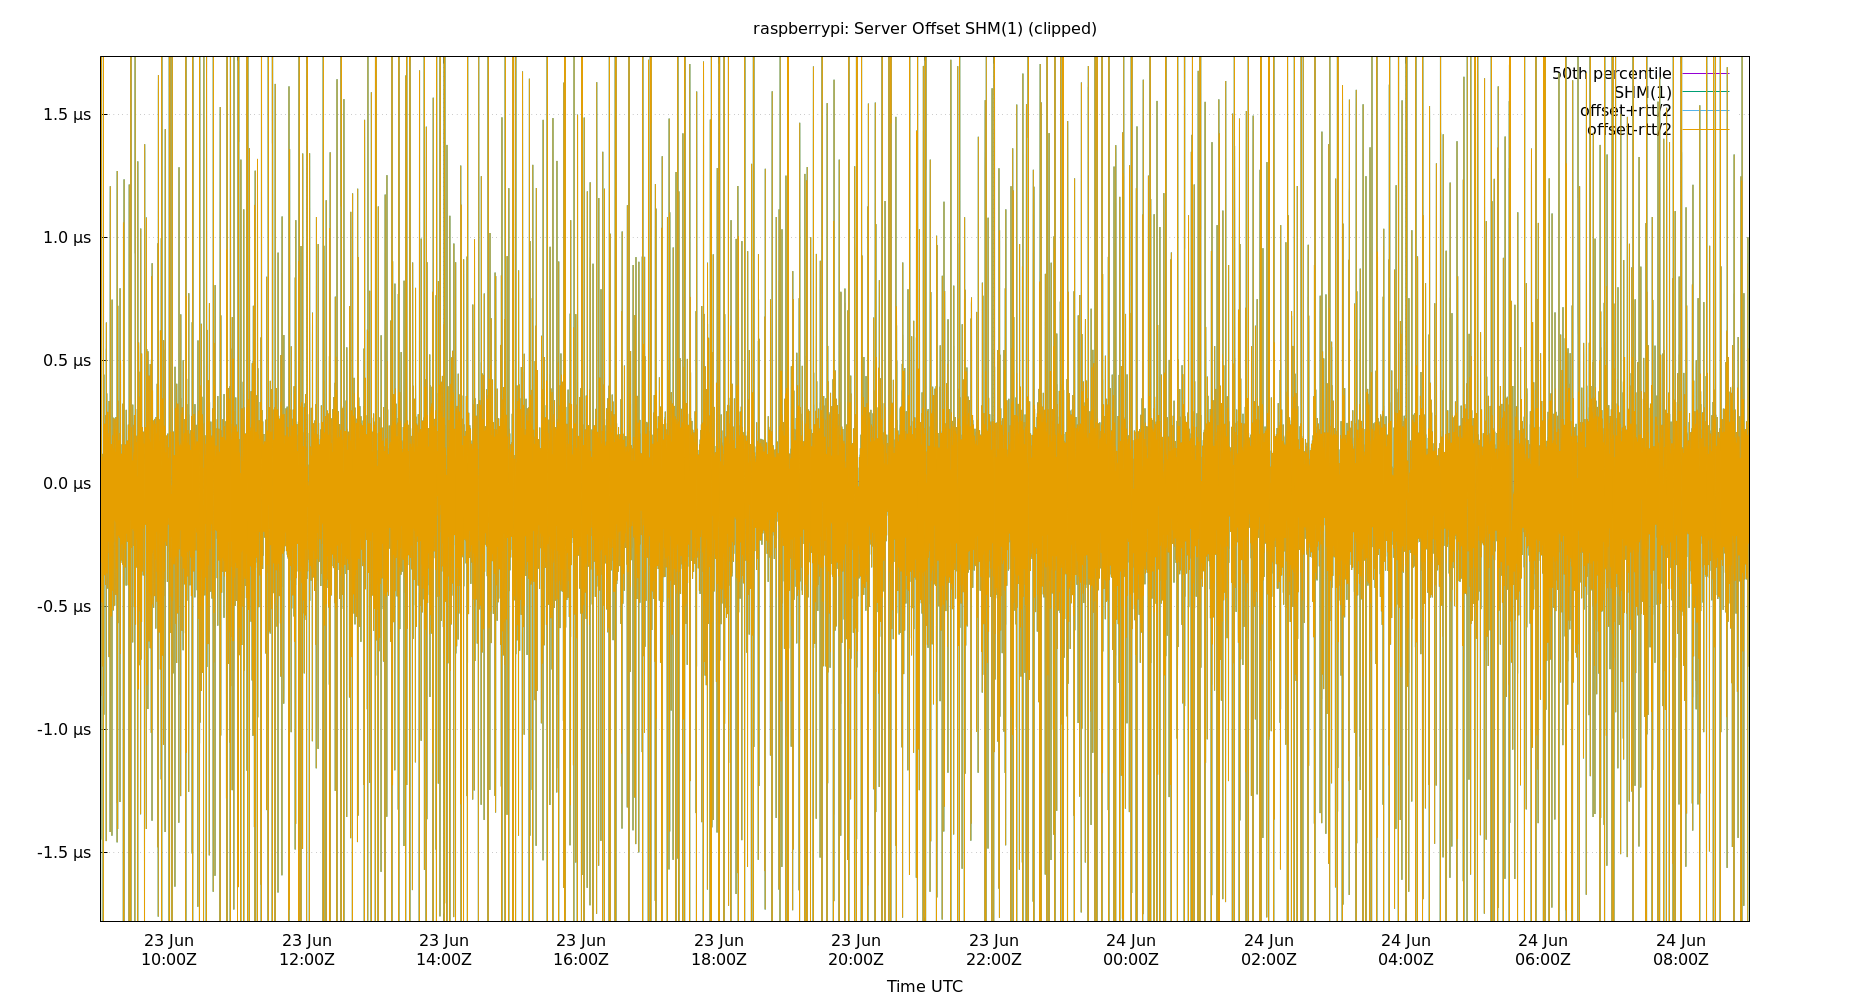 raspberrypi: Server Offset SHM(1) (clipped)
50th percentile
SHM(1)
offset+rtt/2
offset-rtt/2
1.5 µs
1.0 µs
0.5 µs
0.0 µs
-0.5 µs
-1.0 µs
-1.5 µs
23 Jun 23 Jun 23 Jun 23 Jun 23 Jun 23 Jun 23 Jun 24 Jun 24 Jun 24 Jun 24 Jun 24 Jun
10:00Z 12:00Z 14:00Z 16:00Z 18:00Z 20:00Z 22:00Z 00:00Z 02:00Z 04:00Z 06:00Z 08:00Z
Time UTC